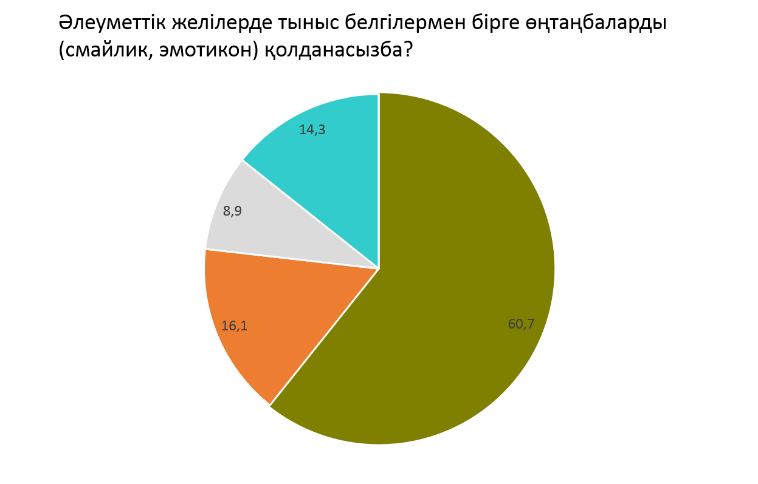 Әлеуметтік желілерде тыныс белгілермен бірге өңтаңбаларды
(смайлик, эмотикон) қолданасызба?
14,3
8,9
16,1
60,7